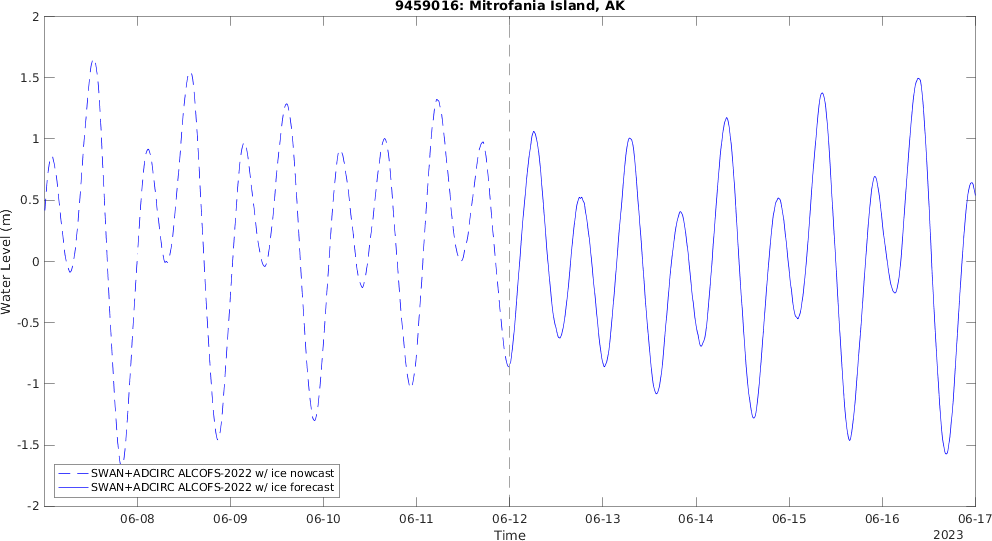 9459016: Mitrofania Island, AK
Water Level (m)
2
1.5
1
0.5
0
-0.5
-1
-1.5
-2
SWAN+ADCIRC ALCOFS-2022 w/ ice nowcast
SWAN+ADCIRC ALCOFS-2022 w/ ice forecast
06-08 06-09 06-10 06-11 06-12 06-13 06-14 06-15 06-16 06-17
Time
2023